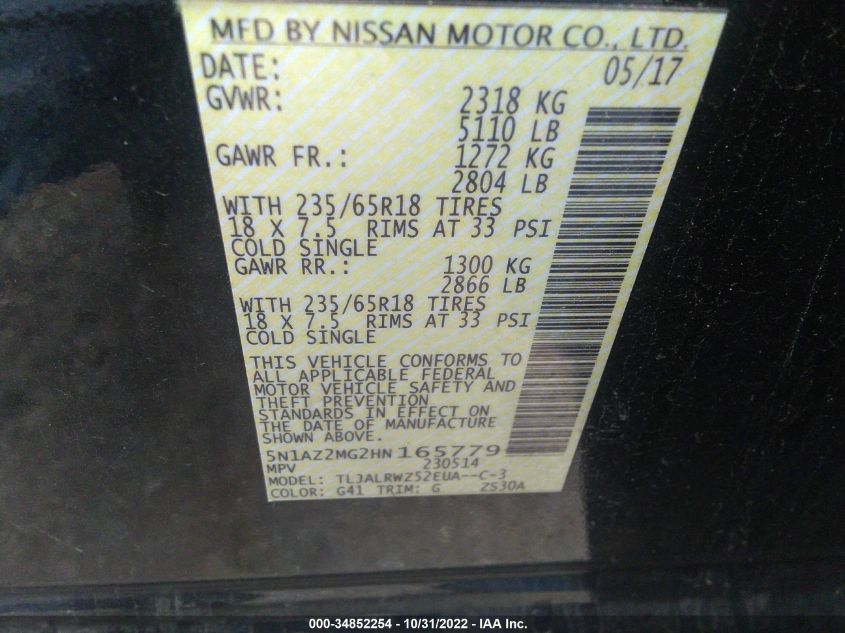 MFD BY NISSAN MOTOR CO., LTD.
DATE: 05/17
GVWR: 2318 KG
5110 LB
GAWR FR.: 1272 KG
2804 LB
WITH 235/65R18 TIRES
18 X 7.5 RIMS AT 33 PSI
COLD SINGLE
GAWR RR.: 1300 KG
2866 LB
WITH 235/65R18 TIRES
18 X 7.5 RIMS AT 33 PSI
COLD SINGLE
THIS VEHICLE CONFORMS TO
ALL APPLICABLE FEDERAL
MOTOR VEHICLE SAFETY AND
THEFT PREVENTION
STANDARDS IN EFFECT ON
THE DATE OF MANUFACTURE
SHOWN ABOVE.
5N1AZ2MG2HN165779
MPV 230514
MODEL: TLJALRWZ52EUA--C-3
COLOR: G41 TRIM: G ZS30A
000-34852254 - 10/31/2022 - IAA Inc.